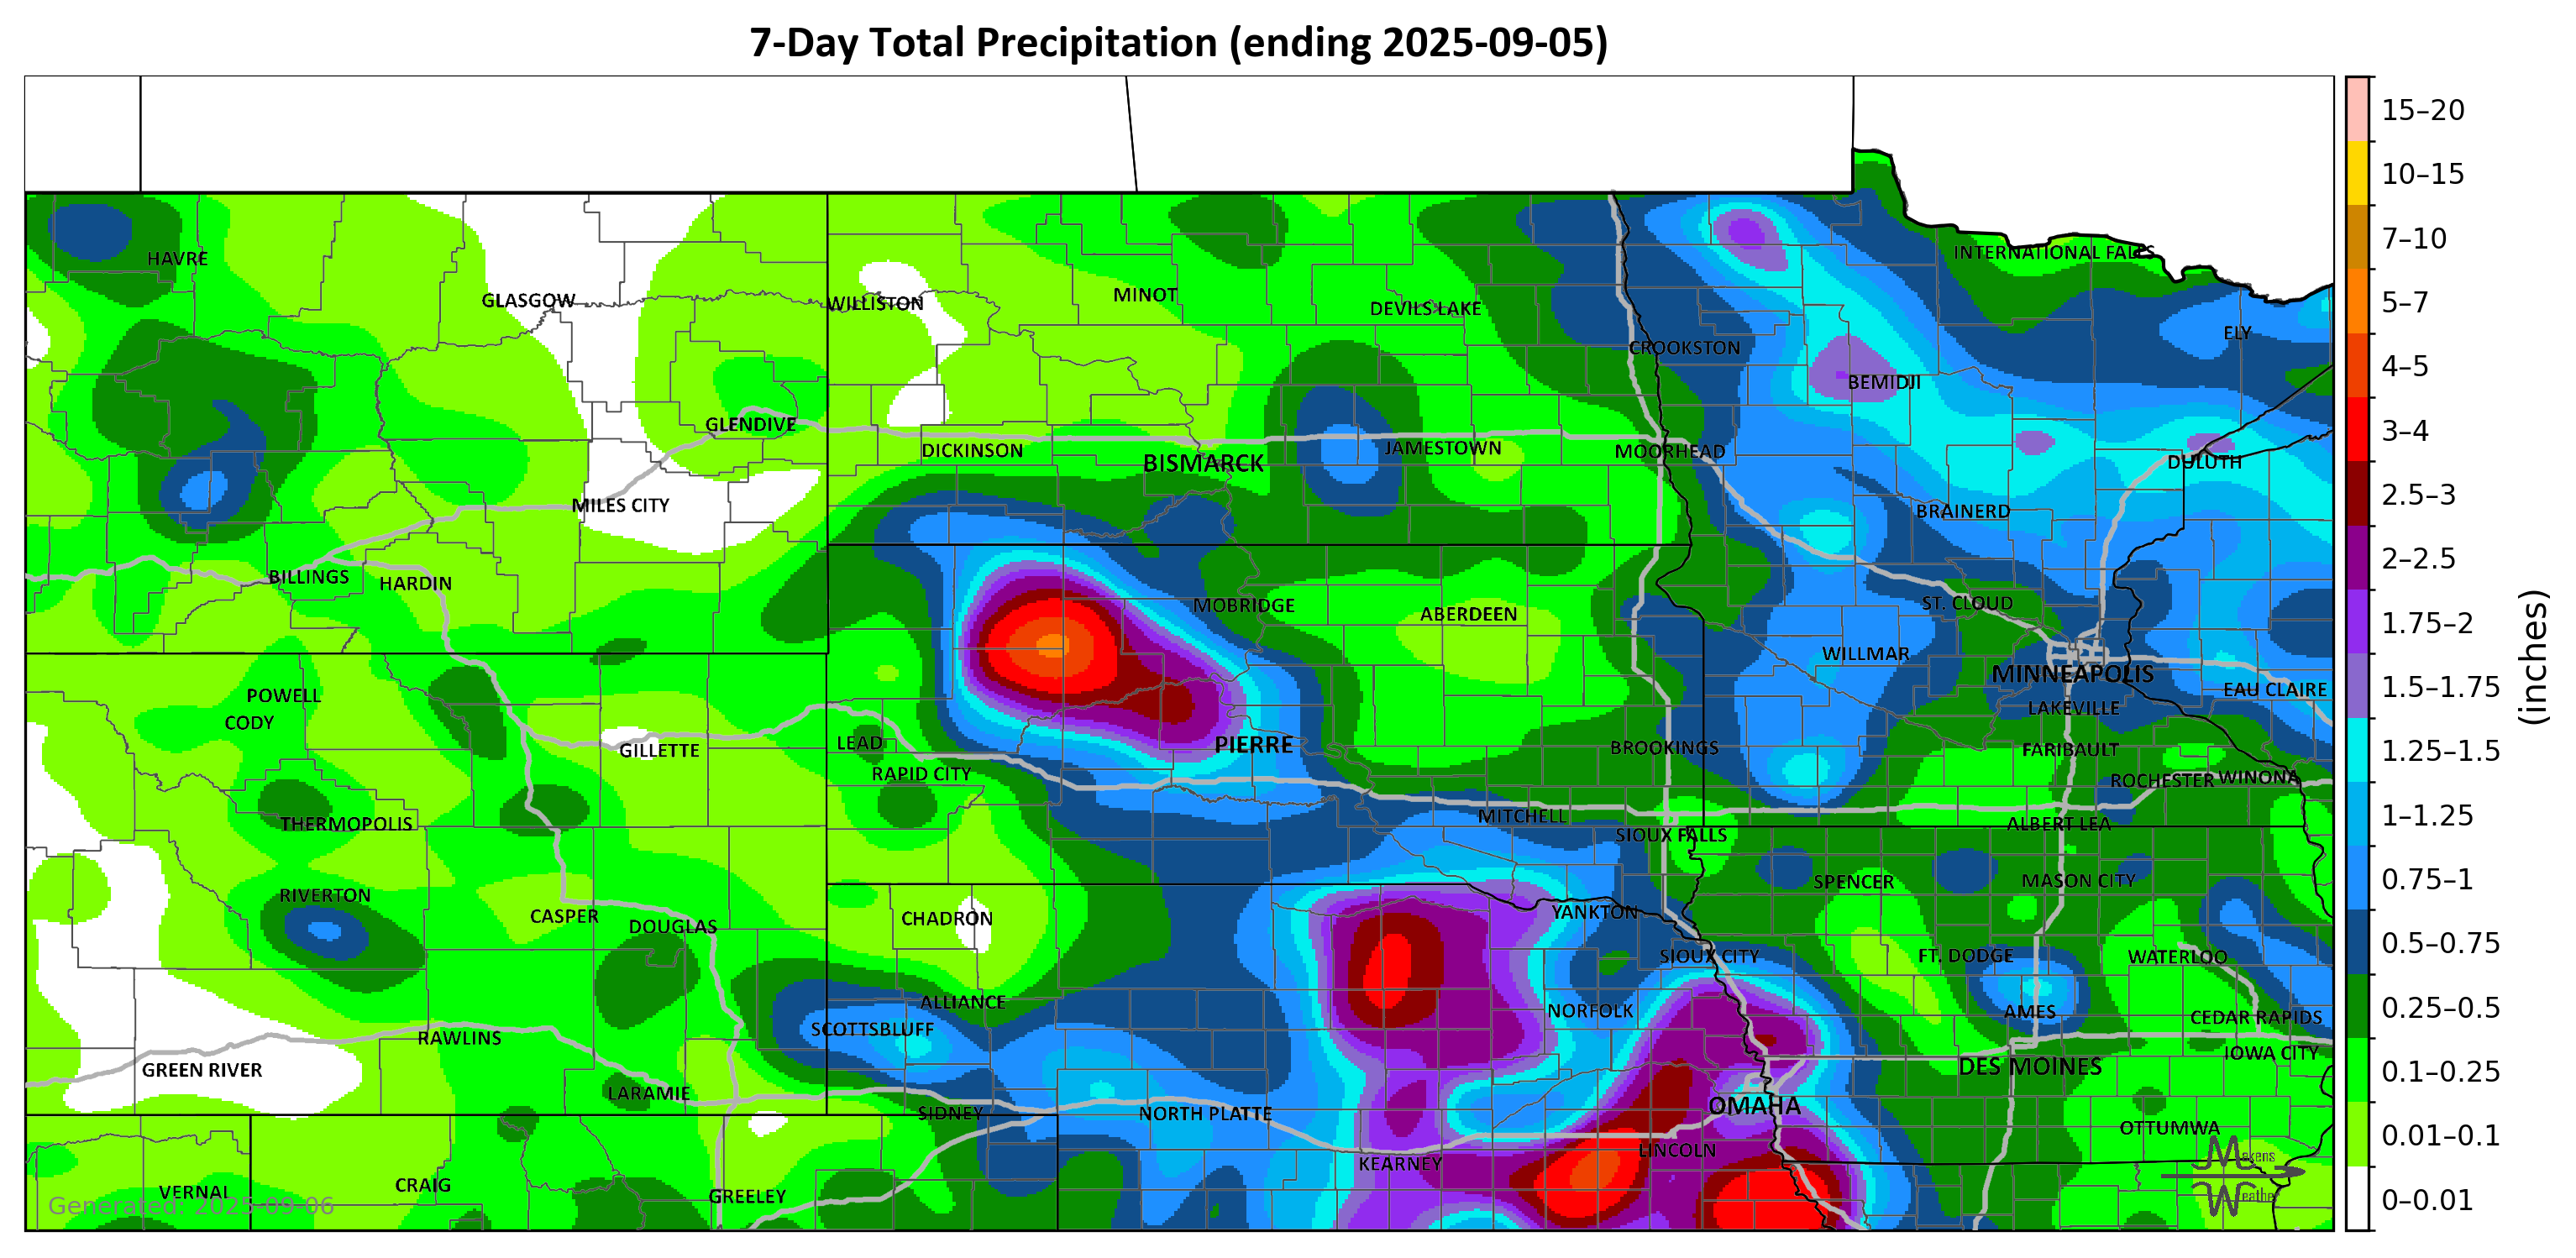 7-Day Total Precipitation (ending 2025-09-05)
HAVRE
GLASGOW
WILLISTON
MINOT
DEVILS LAKE
CROOKSTON
INTERNATIONAL FALLS
ELY
BEMIDJI
GLENDIVE
DICKINSON
BISMARCK
JAMESTOWN
MOORHEAD
DULUTH
MILES CITY
BRAINERD
BILLINGS
HARDIN
MOBRIDGE
ABERDEEN
ST. CLOUD
WILLMAR
MINNEAPOLIS
EAU CLAIRE
POWELL
CODY
LAKEVILLE
GILLETTE
LEAD
PIERRE
BROOKINGS
FARIBAULT
RAPID CITY
ROCHESTER
WINONA
THERMOPOLIS
MITCHELL
SIOUX FALLS
ALBERT LEA
RIVERTON
SPENCER
MASON CITY
CASPER
DOUGLAS
CHADRON
YANKTON
SIOUX CITY
FT. DODGE
WATERLOO
ALLIANCE
NORFOLK
AMES
CEDAR RAPIDS
SCOTTSBLUFF
RAWLINS
IOWA CITY
GREEN RIVER
DES MOINES
LARAMIE
SIDNEY
NORTH PLATTE
OMAHA
OTTUMWA
LINCOLN
KEARNEY
VERNAL
CRAIG
GREELEY
Generated: 2025-09-06
Makens
Weather
15–20
10–15
7–10
5–7
4–5
3–4
2.5–3
2–2.5
1.75–2
1.5–1.75
1.25–1.5
1–1.25
0.75–1
0.5–0.75
0.25–0.5
0.1–0.25
0.01–0.1
0–0.01
(inches)